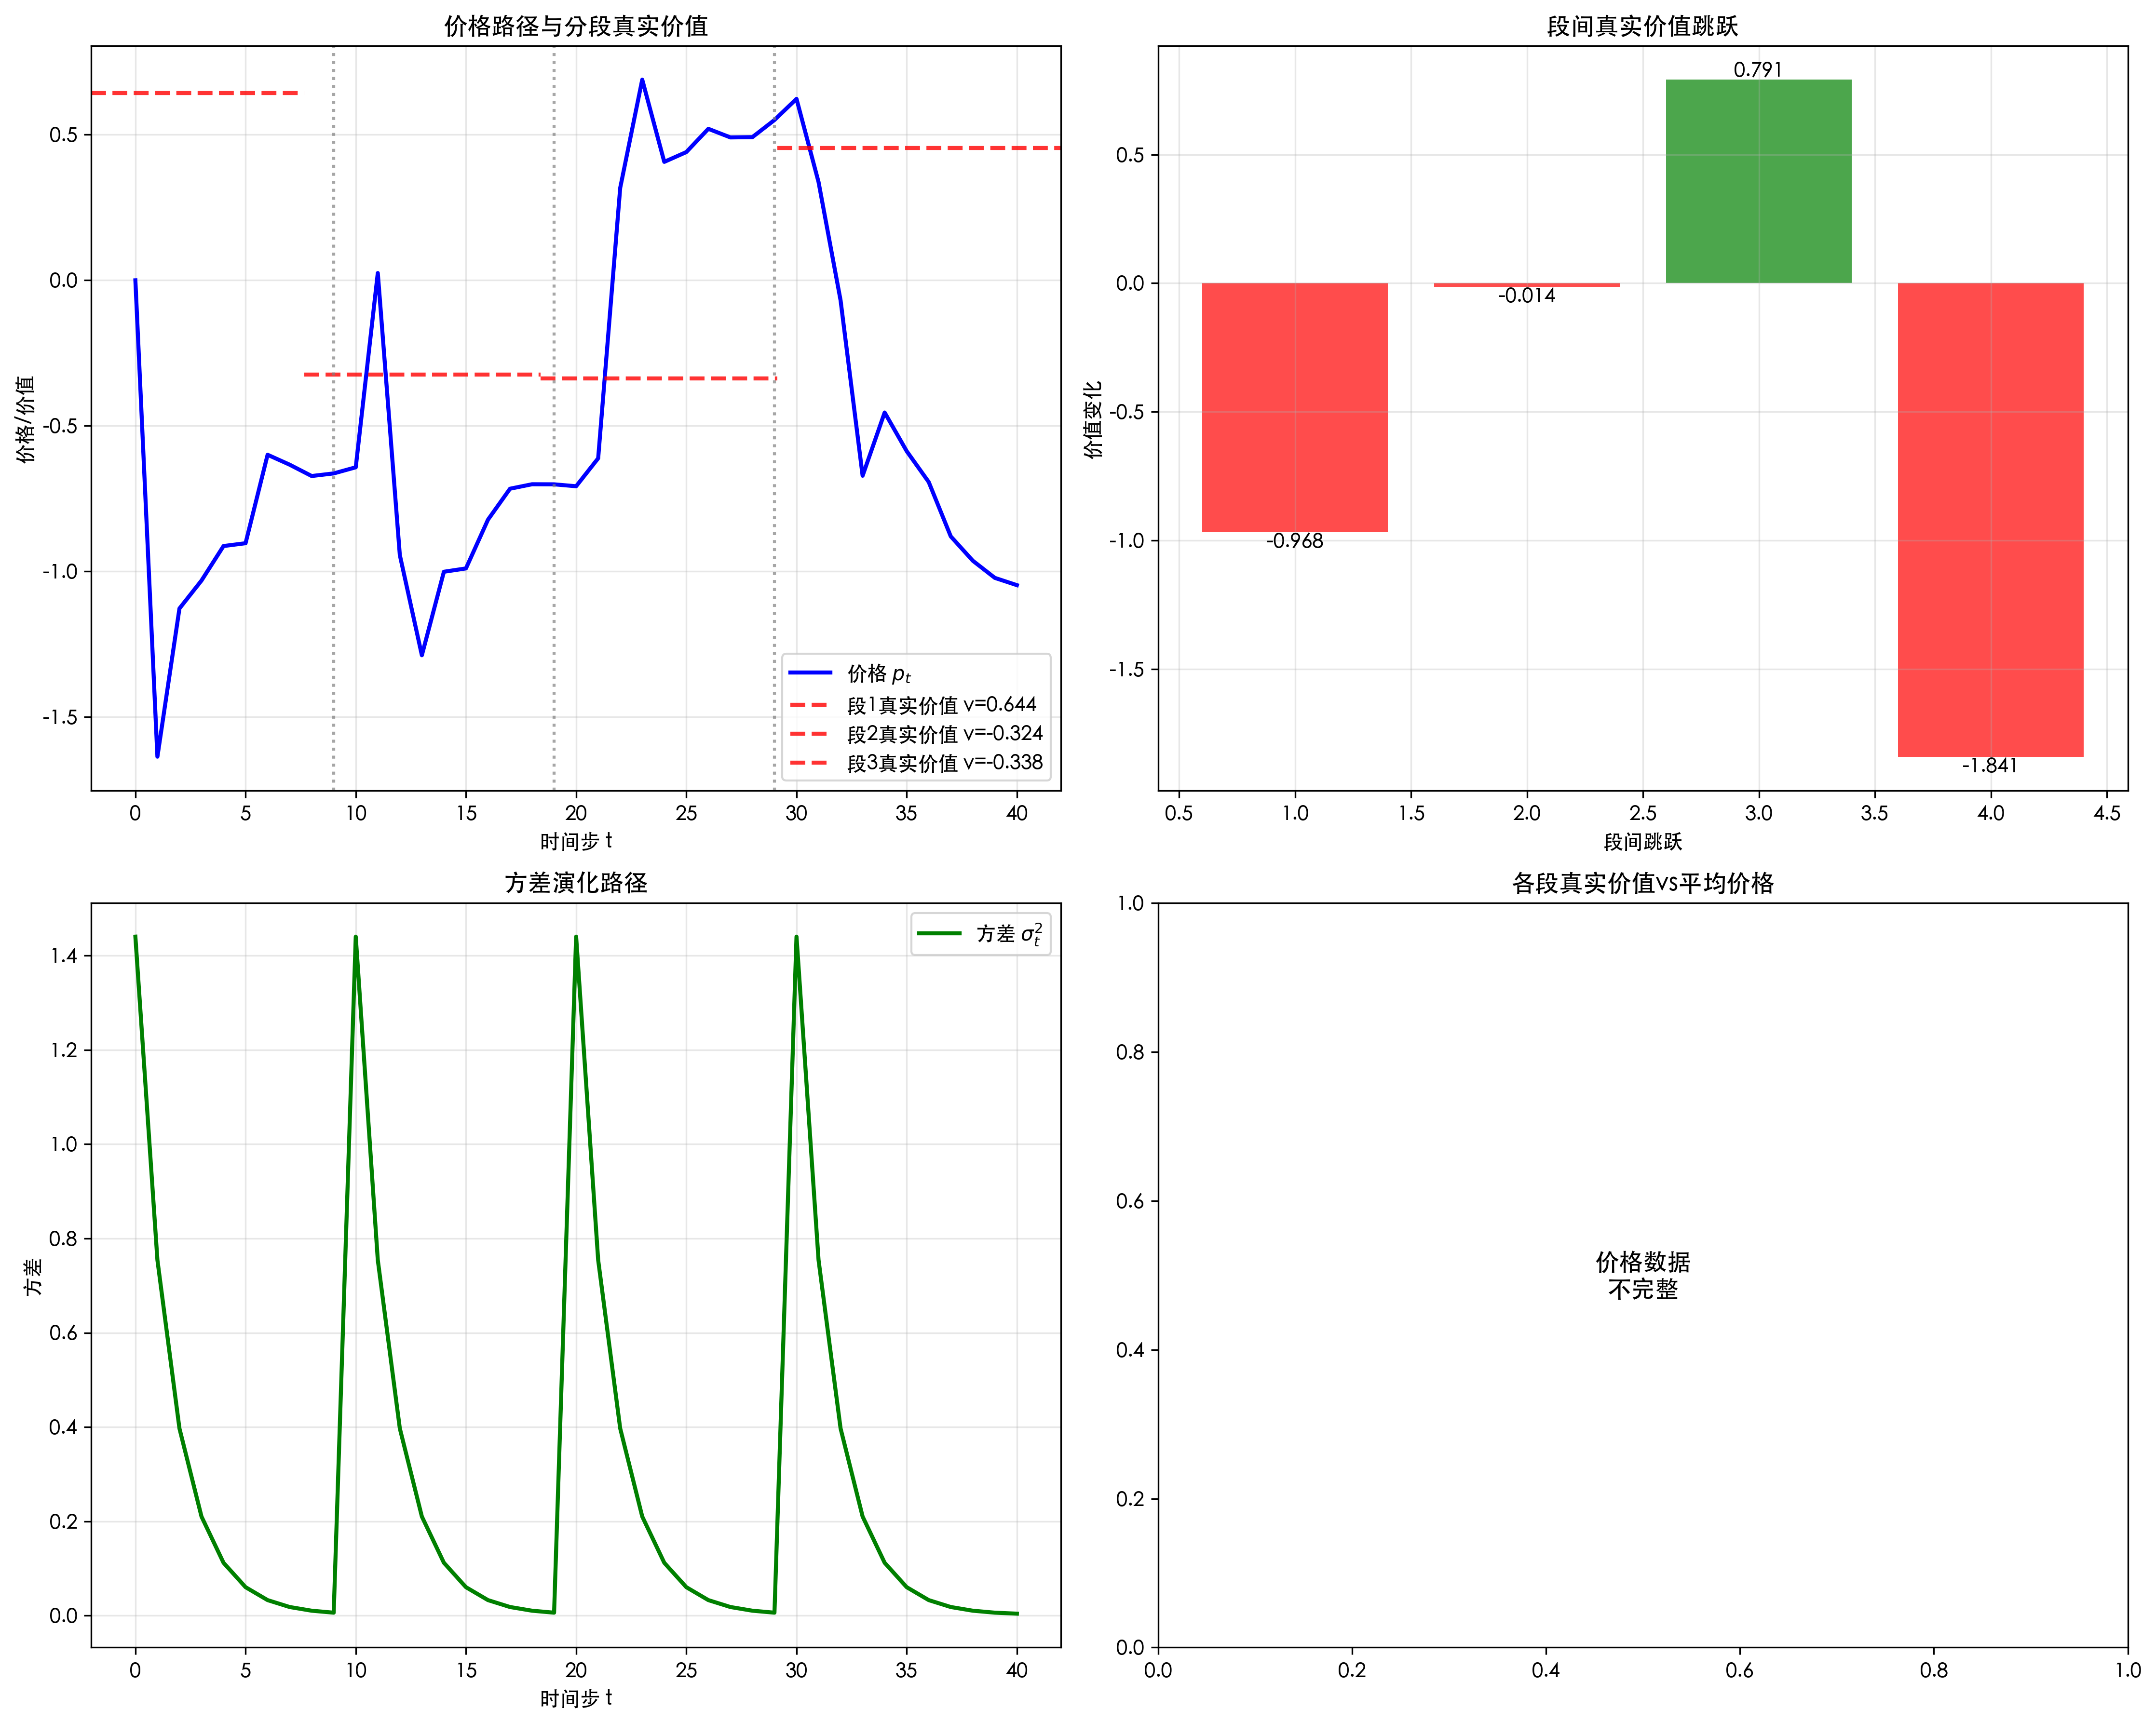 价格路径与分段真实价值
价格/价值
0.5
0.0
-0.5
-1.0
-1.5
0 5 10 15 20 25 30 35 40
时间步 t
价格 pₜ
段1真实价值 v=0.644
段2真实价值 v=-0.324
段3真实价值 v=-0.338
段间真实价值跳跃
价值变化
0.5
0.0
-0.5
-1.0
-1.5
0.791
-0.014
-0.968
-1.841
0.5 1.0 1.5 2.0 2.5 3.0 3.5 4.0 4.5
段间跳跃
方差演化路径
方差
1.4
1.2
1.0
0.8
0.6
0.4
0.2
0.0
方差 σₜ²
0 5 10 15 20 25 30 35 40
时间步 t
各段真实价值vs平均价格
1.0
0.8
0.6
0.4
0.2
0.0
价格数据
不完整
0.0 0.2 0.4 0.6 0.8 1.0